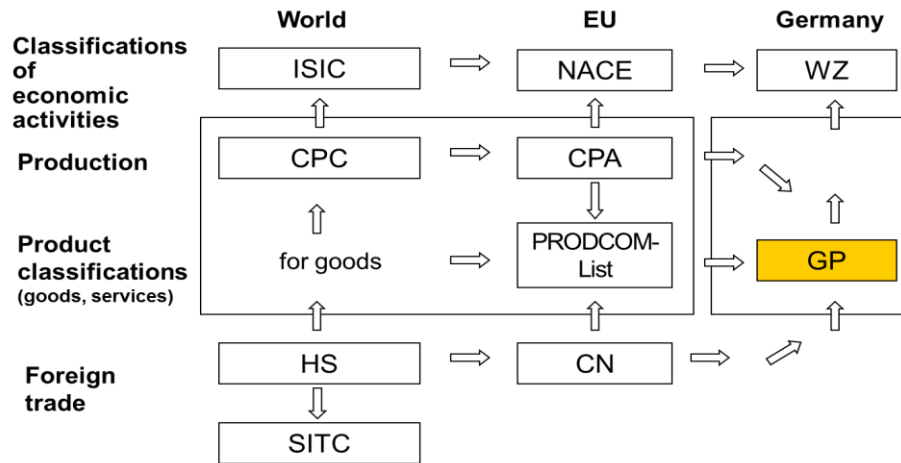 World EU Germany
Classifications
of
economic
activities
ISIC NACE WZ
Production
CPC CPA
Product
classifications
(goods, services)
for goods
PRODCOM-
List
GP
Foreign
trade
HS CN
SITC